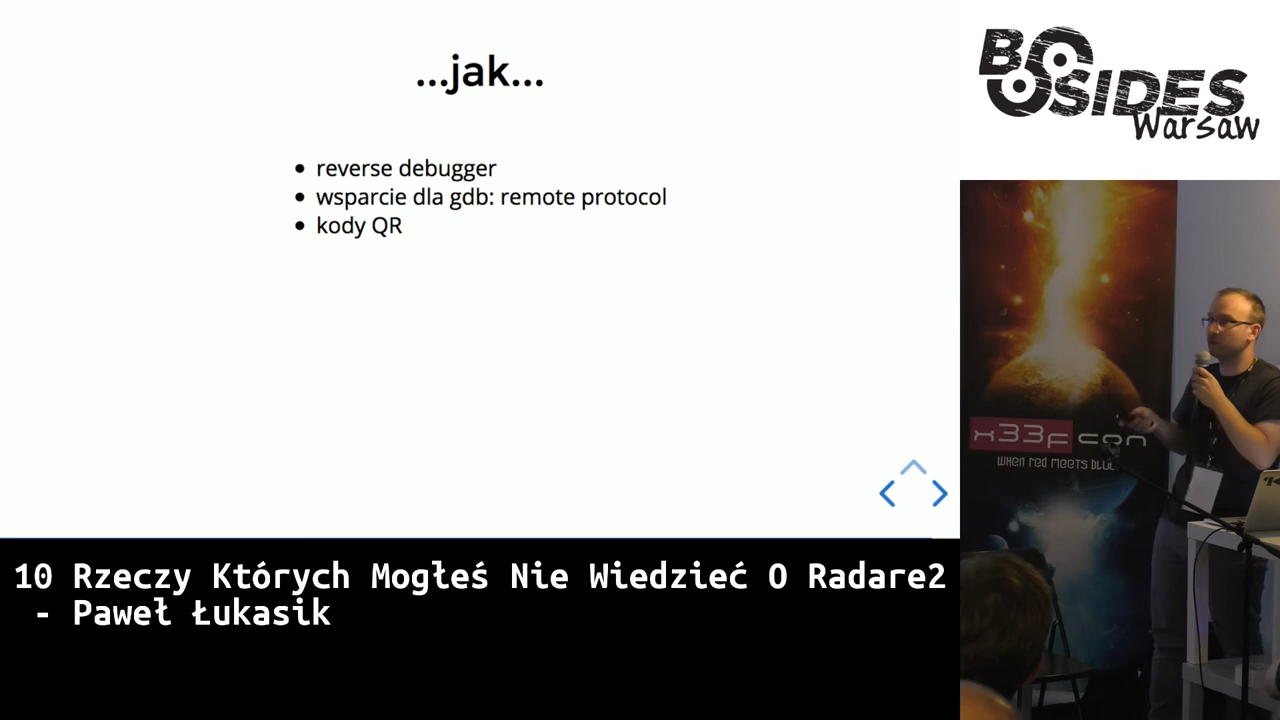 ...jak...
reverse debugger
wsparcie dla gdb: remote protocol
kody QR
BSIDES
Warsaw
x33fcon
when red meets blue
10 Rzeczy Których Mogłeś Nie Wiedzieć O Radare2
- Paweł Łukasik